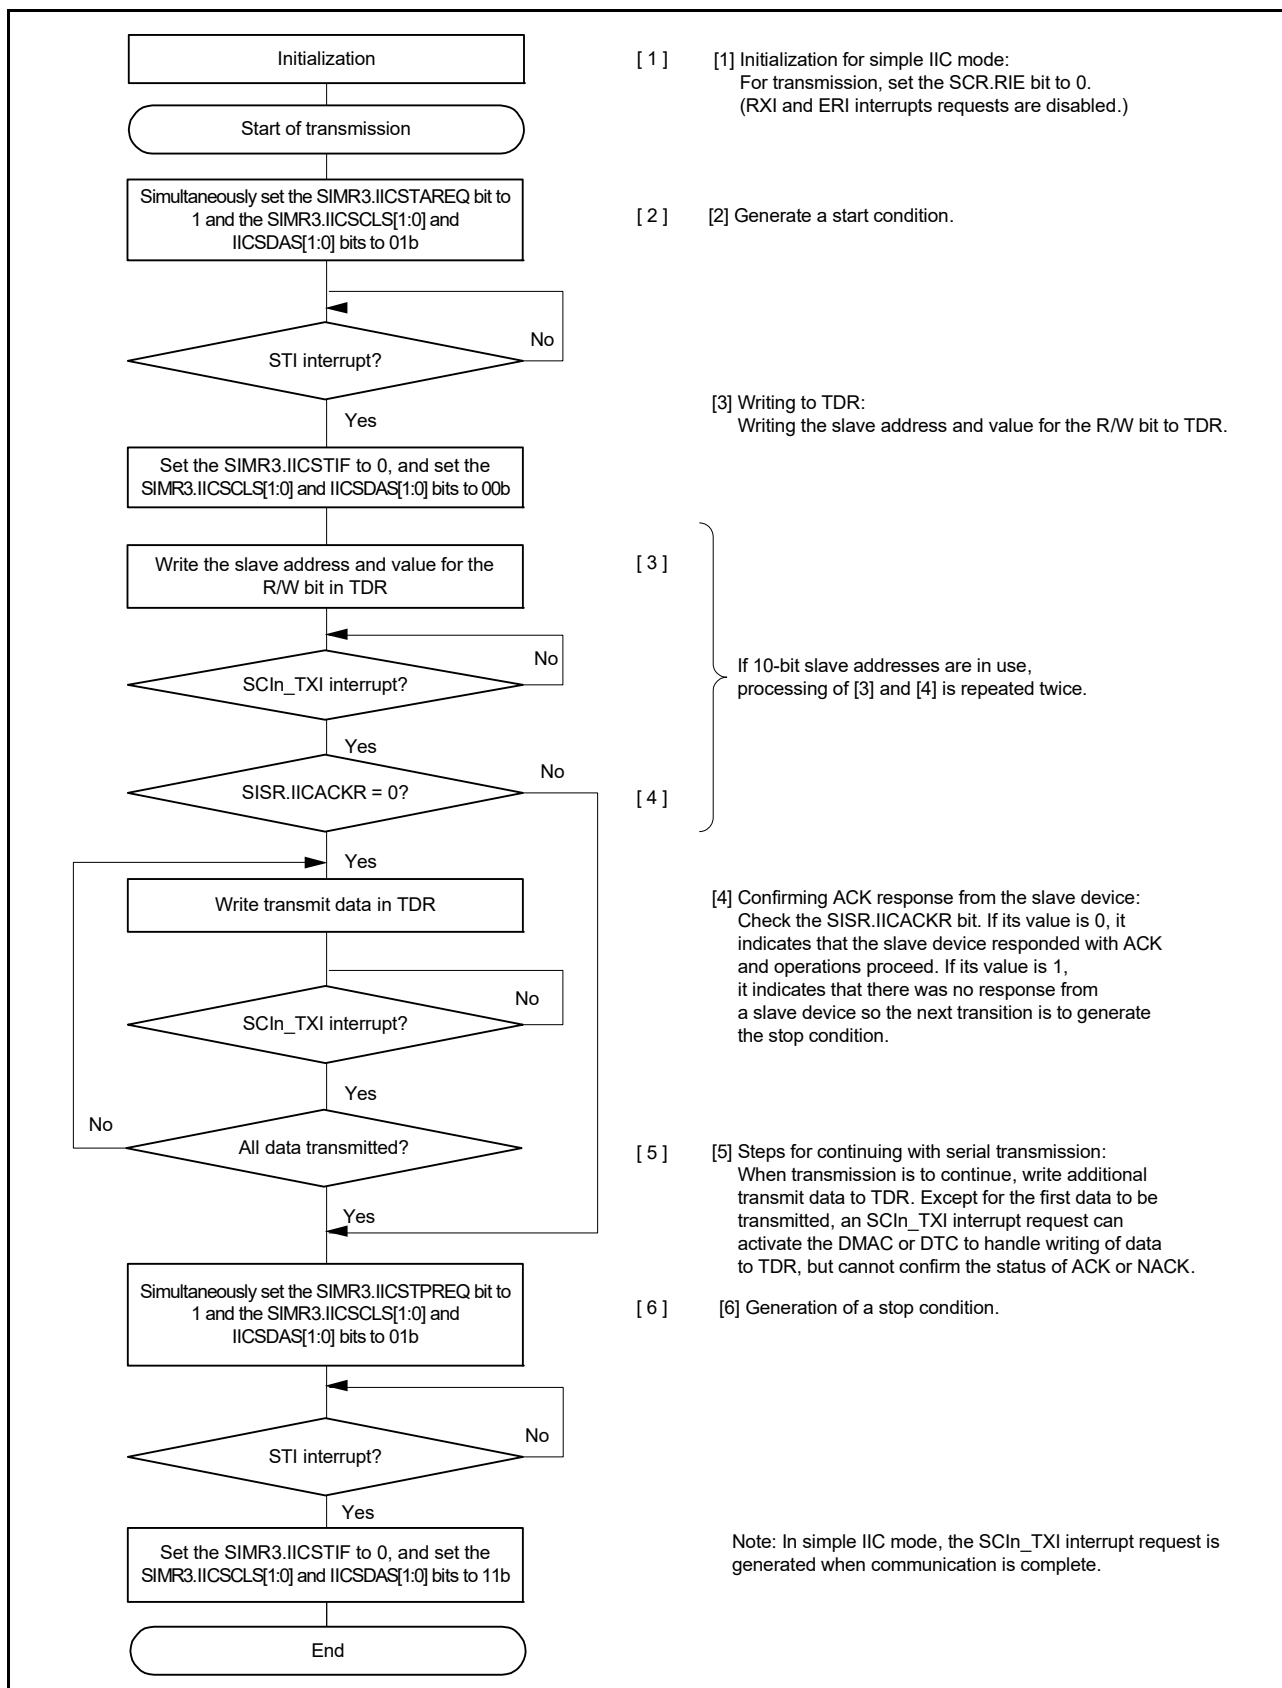 Initialization
[ 1 ]
[1] Initialization for simple IIC mode:
For transmission, set the SCR.RIE bit to 0.
(RXI and ERI interrupts requests are disabled.)
Start of transmission
Simultaneously set the SIMR3.IICSTAREQ bit to
1 and the SIMR3.IICSCLS[1:0] and
IICSDAS[1:0] bits to 01b
[ 2 ]
[2] Generate a start condition.
No
STI interrupt?
Yes
[3] Writing to TDR:
Writing the slave address and value for the R/W bit to TDR.
Set the SIMR3.IICSTIF to 0, and set the
SIMR3.IICSCLS[1:0] and IICSDAS[1:0] bits to 00b
Write the slave address and value for the
R/W bit in TDR
[ 3 ]
No
SCIn_TXI interrupt?
If 10-bit slave addresses are in use,
processing of [3] and [4] is repeated twice.
Yes
No
SISR.IICACKR = 0?
[ 4 ]
Yes
Write transmit data in TDR
[4] Confirming ACK response from the slave device:
Check the SISR.IICACKR bit. If its value is 0, it
indicates that the slave device responded with ACK
and operations proceed. If its value is 1,
it indicates that there was no response from
a slave device so the next transition is to generate
the stop condition.
No
SCIn_TXI interrupt?
Yes
No
All data transmitted?
[ 5 ]
[5] Steps for continuing with serial transmission:
When transmission is to continue, write additional
transmit data to TDR. Except for the first data to be
transmitted, an SCIn_TXI interrupt request can
activate the DMAC or DTC to handle writing of data
to TDR, but cannot confirm the status of ACK or NACK.
Yes
Simultaneously set the SIMR3.IICSTPREQ bit to
1 and the SIMR3.IICSCLS[1:0] and
IICSDAS[1:0] bits to 01b
[ 6 ]
[6] Generation of a stop condition.
No
STI interrupt?
Yes
Set the SIMR3.IICSTIF to 0, and set the
SIMR3.IICSCLS[1:0] and IICSDAS[1:0] bits to 11b
Note: In simple IIC mode, the SCIn_TXI interrupt request is
generated when communication is complete.
End